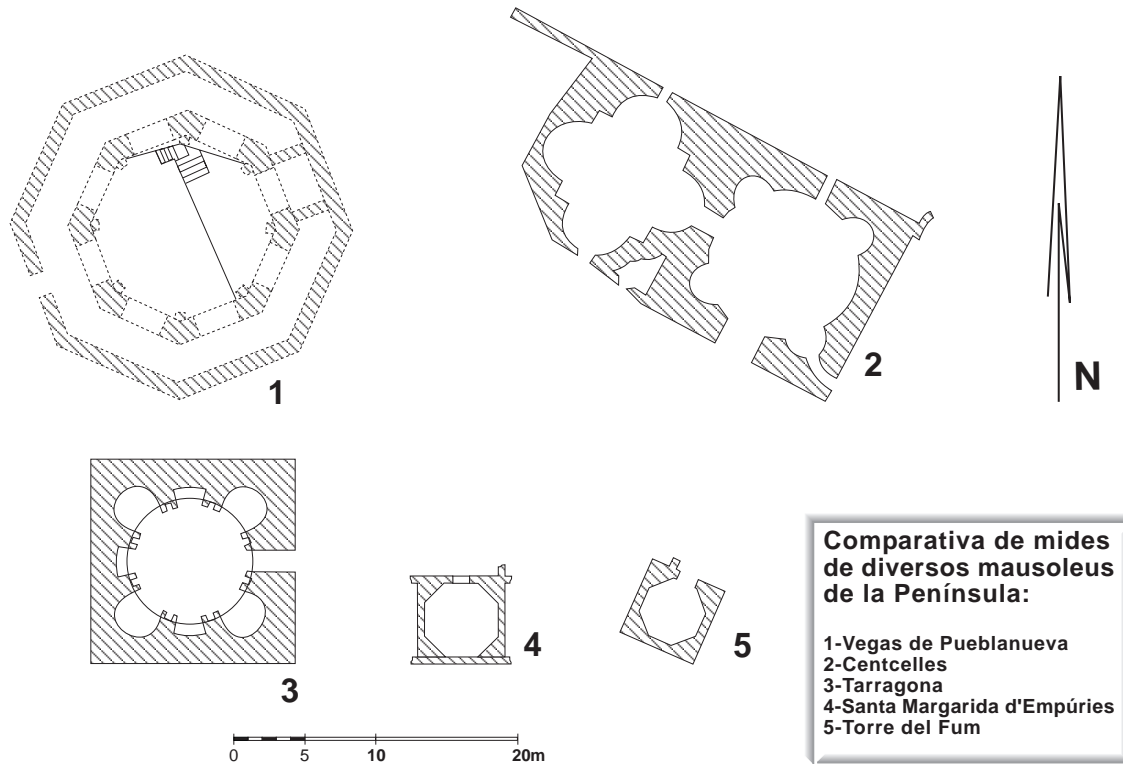 1
2
N
3
4
5
0 5 10 20m
Comparativa de mides
de diversos mausoleus
de la Península:
1-Vegas de Pueblanueva
2-Centcelles
3-Tarragona
4-Santa Margarida d'Empúries
5-Torre del Fum